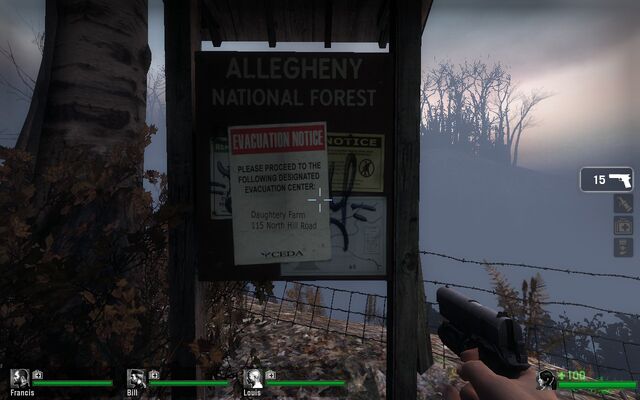 ALLEGHENY
NATIONAL FOREST
EVACUATION NOTICE
NOTICE
PLEASE PROCEED TO THE
FOLLOWING DESIGNATED
EVACUATION CENTER:
Daughtery Farm
115 North Hill Road
CEDA
15
+100
Francis
Bill
Louis